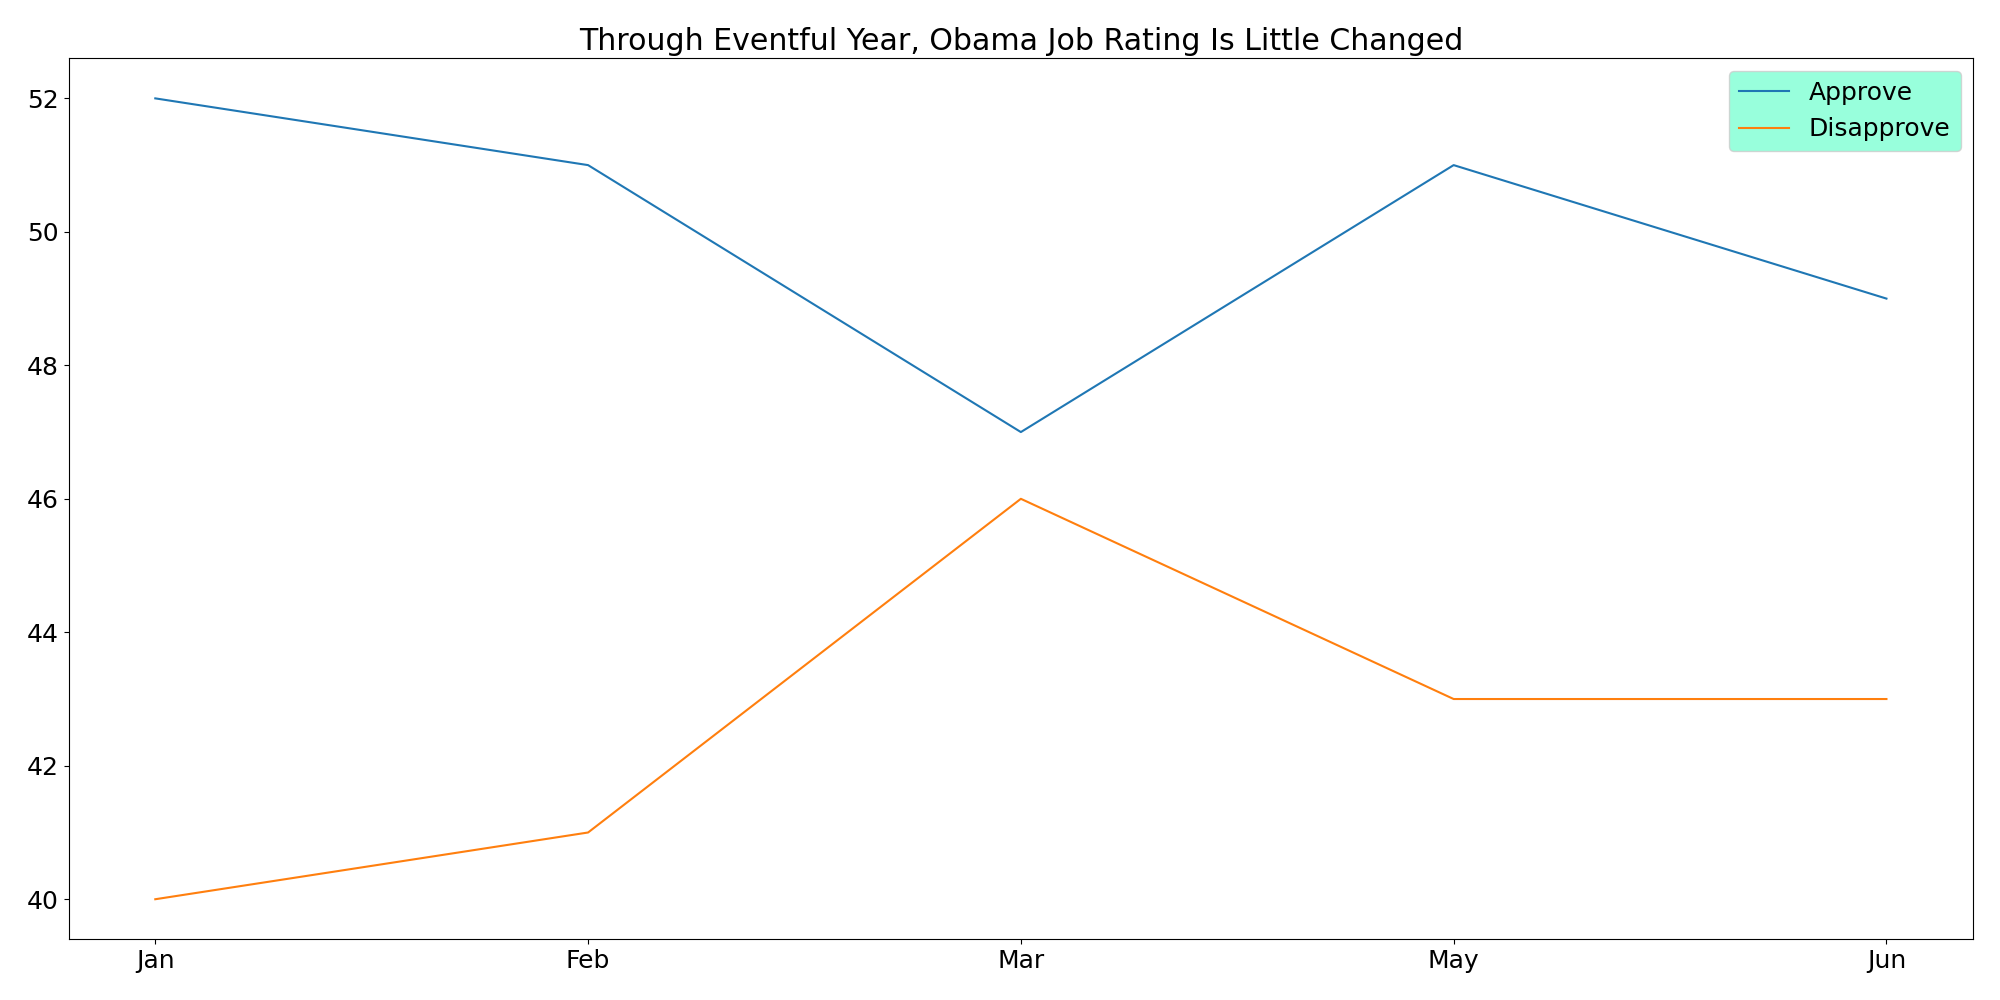 Through Eventful Year, Obama Job Rating Is Little Changed
Approve
Disapprove
52
50
48
46
44
42
40
Jan Feb Mar May Jun